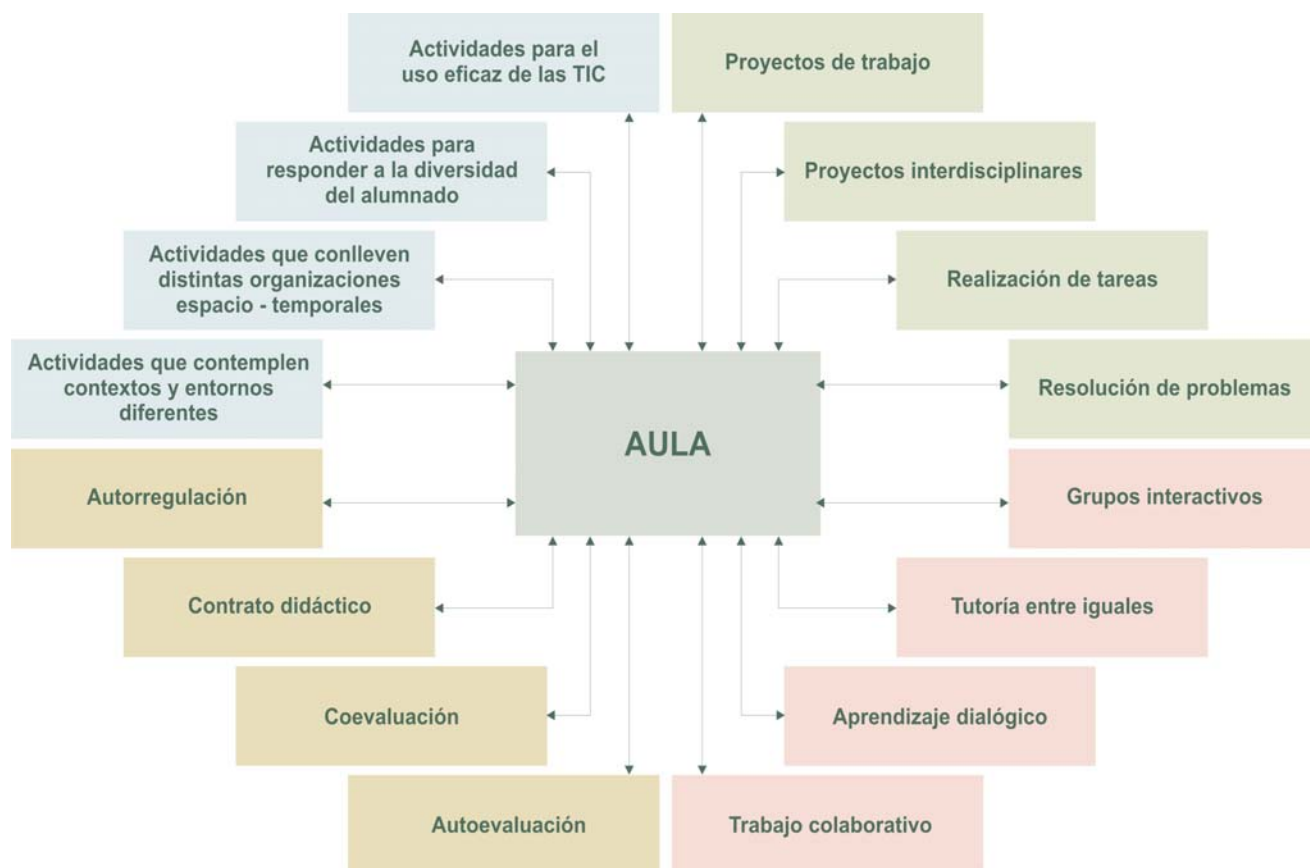 Actividades para el
uso eficaz de las TIC
Proyectos de trabajo
Actividades para
responder a la diversidad
del alumnado
Proyectos interdisciplinares
Actividades que conlleven
distintas organizaciones
espacio - temporales
Realización de tareas
Actividades que contemplen
contextos y entornos
diferentes
Resolución de problemas
AULA
Autorregulación
Grupos interactivos
Contrato didáctico
Tutoría entre iguales
Coevaluación
Aprendizaje dialógico
Autoevaluación
Trabajo colaborativo